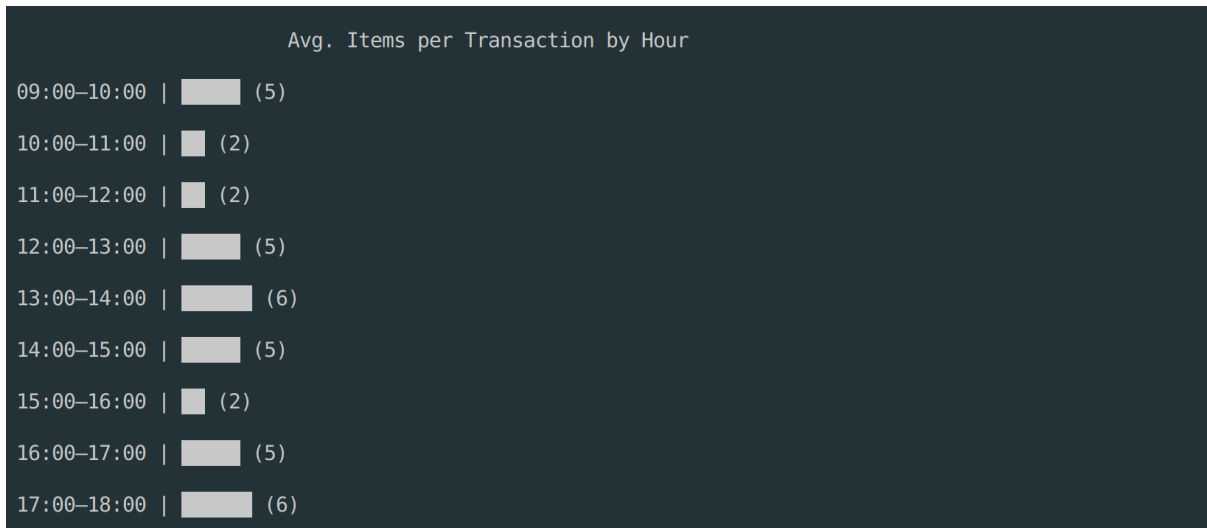 Avg. Items per Transaction by Hour
09:00–10:00 | █████ (5)
10:00–11:00 | ██ (2)
11:00–12:00 | ██ (2)
12:00–13:00 | █████ (5)
13:00–14:00 | ██████ (6)
14:00–15:00 | █████ (5)
15:00–16:00 | ██ (2)
16:00–17:00 | █████ (5)
17:00–18:00 | ██████ (6)